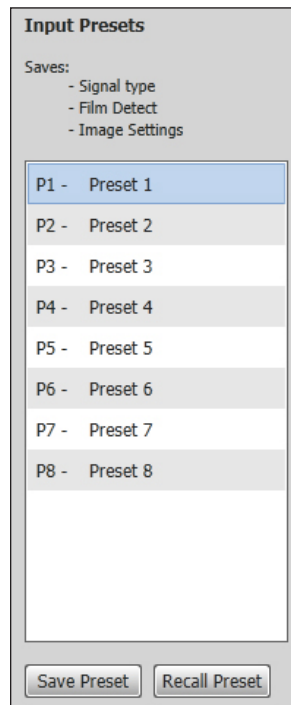 Input Presets
Saves:
- Signal type
- Film Detect
- Image Settings
P1 - Preset 1
P2 - Preset 2
P3 - Preset 3
P4 - Preset 4
P5 - Preset 5
P6 - Preset 6
P7 - Preset 7
P8 - Preset 8
Save Preset Recall Preset